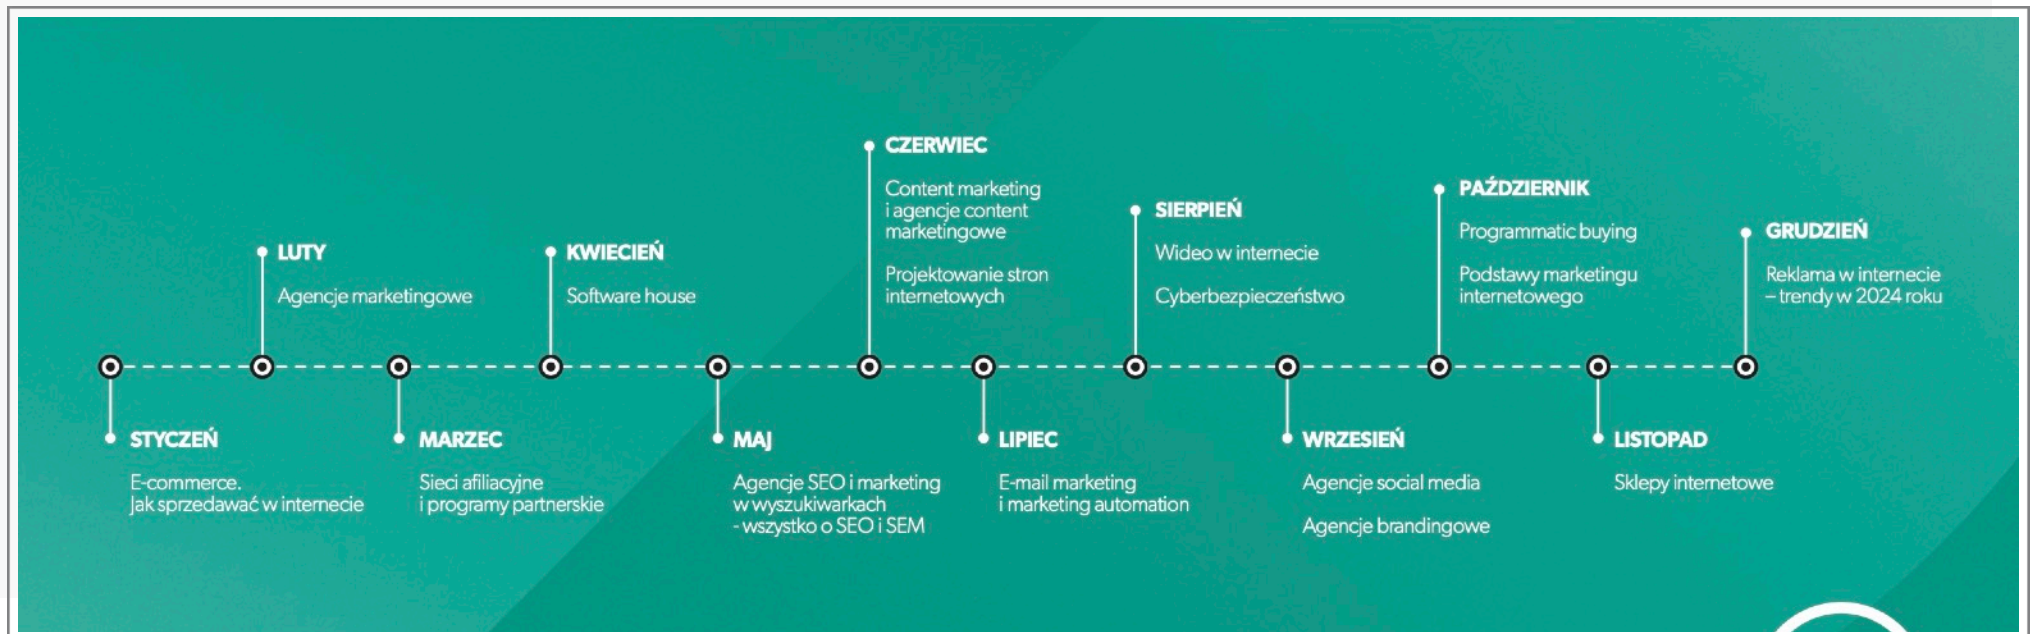 STYCZEŃ
E-commerce.
Jak sprzedawać w internecie
LUTY
Agencje marketingowe
MARZEC
Sieci afiliacyjne
i programy partnerskie
KWIECIEŃ
Software house
MAJ
Agencje SEO i marketing
w wyszukiwarkach
- wszystko o SEO i SEM
CZERWIEC
Content marketing
i agencje content
marketingowe
Projektowanie stron
internetowych
LIPIEC
E-mail marketing
i marketing automation
SIERPIEŃ
Wideo w internecie
Cyberbezpieczeństwo
WRZESIEŃ
Agencje social media
Agencje brandingowe
PAŹDZIERNIK
Programmatic buying
Podstawy marketingu
internetowego
LISTOPAD
Sklepy internetowe
GRUDZIEŃ
Reklama w internecie
– trendy w 2024 roku